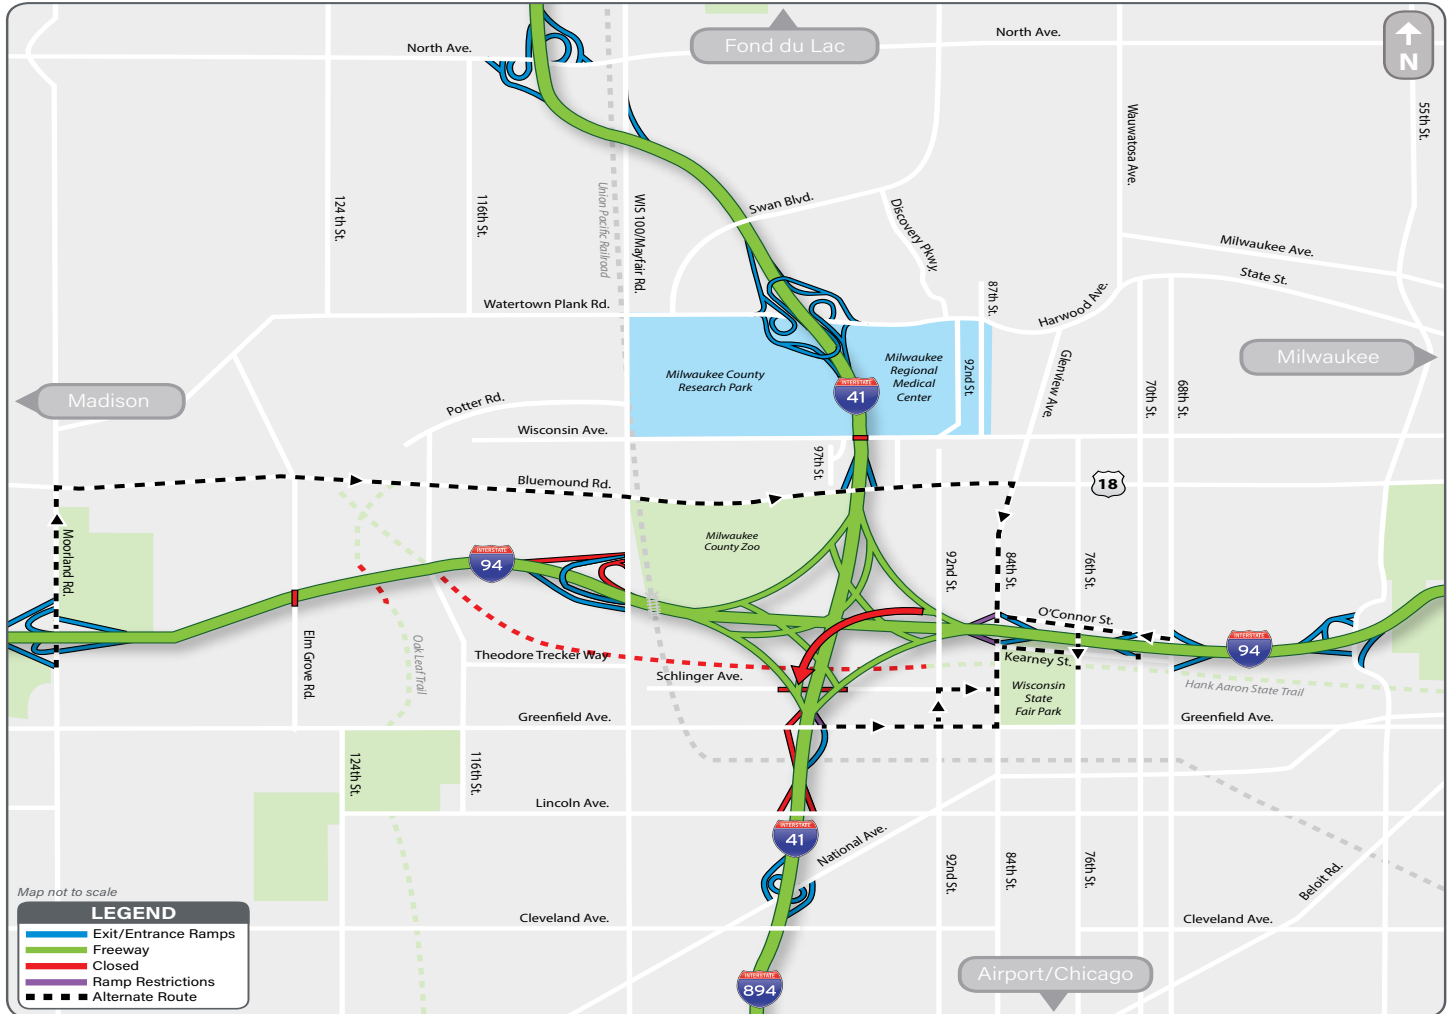 North Ave.
Fond du Lac
North Ave.
N
124 th St.
116th St.
Union Pacific Railroad
WIS 100/Mayfair Rd.
Swan Blvd.
Discovery Pkwy.
Wauwatosa Ave.
55th St.
Milwaukee Ave.
State St.
Watertown Plank Rd.
87th St.
Harwood Ave.
Milwaukee County
Research Park
Milwaukee
Regional
Medical
Center
92nd St.
Glenview Ave.
70th St.
68th St.
Milwaukee
Madison
INTERSTATE
41
Potter Rd.
Wisconsin Ave.
97th St.
Bluemound Rd.
18
Moorland Rd.
Milwaukee
County Zoo
INTERSTATE
94
92nd St.
84th St.
76th St.
O'Connor St.
Elm Grove Rd.
Oak Leaf Trail
Theodore Trecker Way
Schlinger Ave.
Kearney St.
INTERSTATE
94
Wisconsin
State
Fair Park
Hank Aaron State Trail
Greenfield Ave.
Greenfield Ave.
124th St.
116th St.
Lincoln Ave.
INTERSTATE
41
National Ave.
92nd St.
84th St.
76th St.
Beloit Rd.
Cleveland Ave.
Cleveland Ave.
INTERSTATE
894
Airport/Chicago
Map not to scale
LEGEND
Exit/Entrance Ramps
Freeway
Closed
Ramp Restrictions
Alternate Route